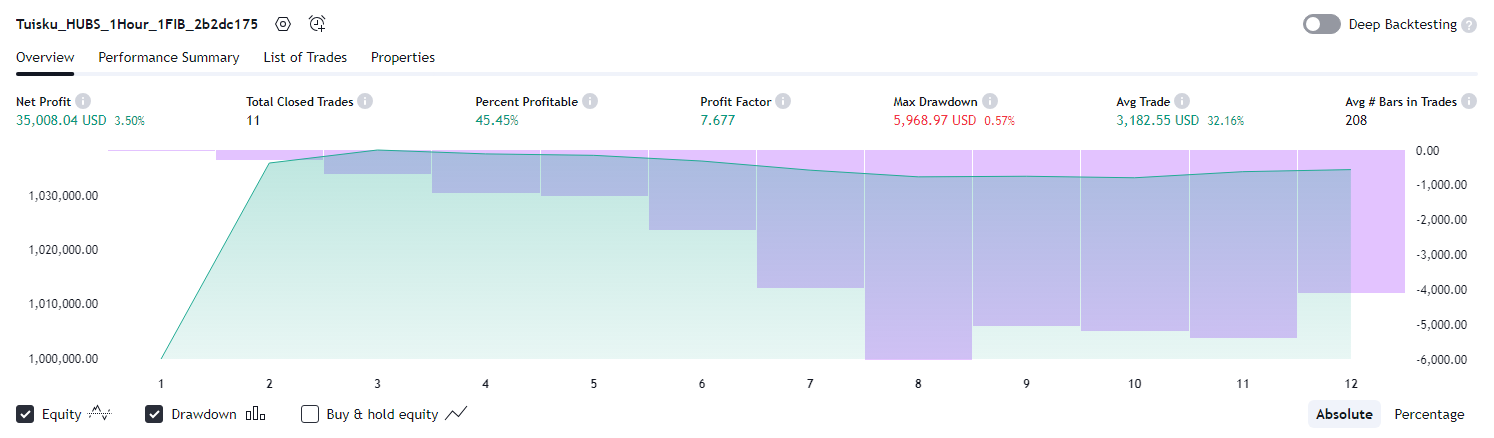 Tuisku_HUBS_1Hour_1FIB_2b2dc175 Deep Backtesting ?
Overview Performance Summary List of Trades Properties
Net Profit Total Closed Trades Percent Profitable Profit Factor Max Drawdown Avg Trade Avg # Bars in Trades
35,008.04 USD 3.50% 11 45.45% 7.677 5,968.97 USD 0.57% 3,182.55 USD 32.16% 208
0.00
1,030,000.00 -1,000.00
-2,000.00
1,020,000.00
-3,000.00
1,010,000.00 -4,000.00
-5,000.00
1,000,000.00 -6,000.00
1 2 3 4 5 6 7 8 9 10 11 12
Equity Drawdown Buy & hold equity Absolute Percentage